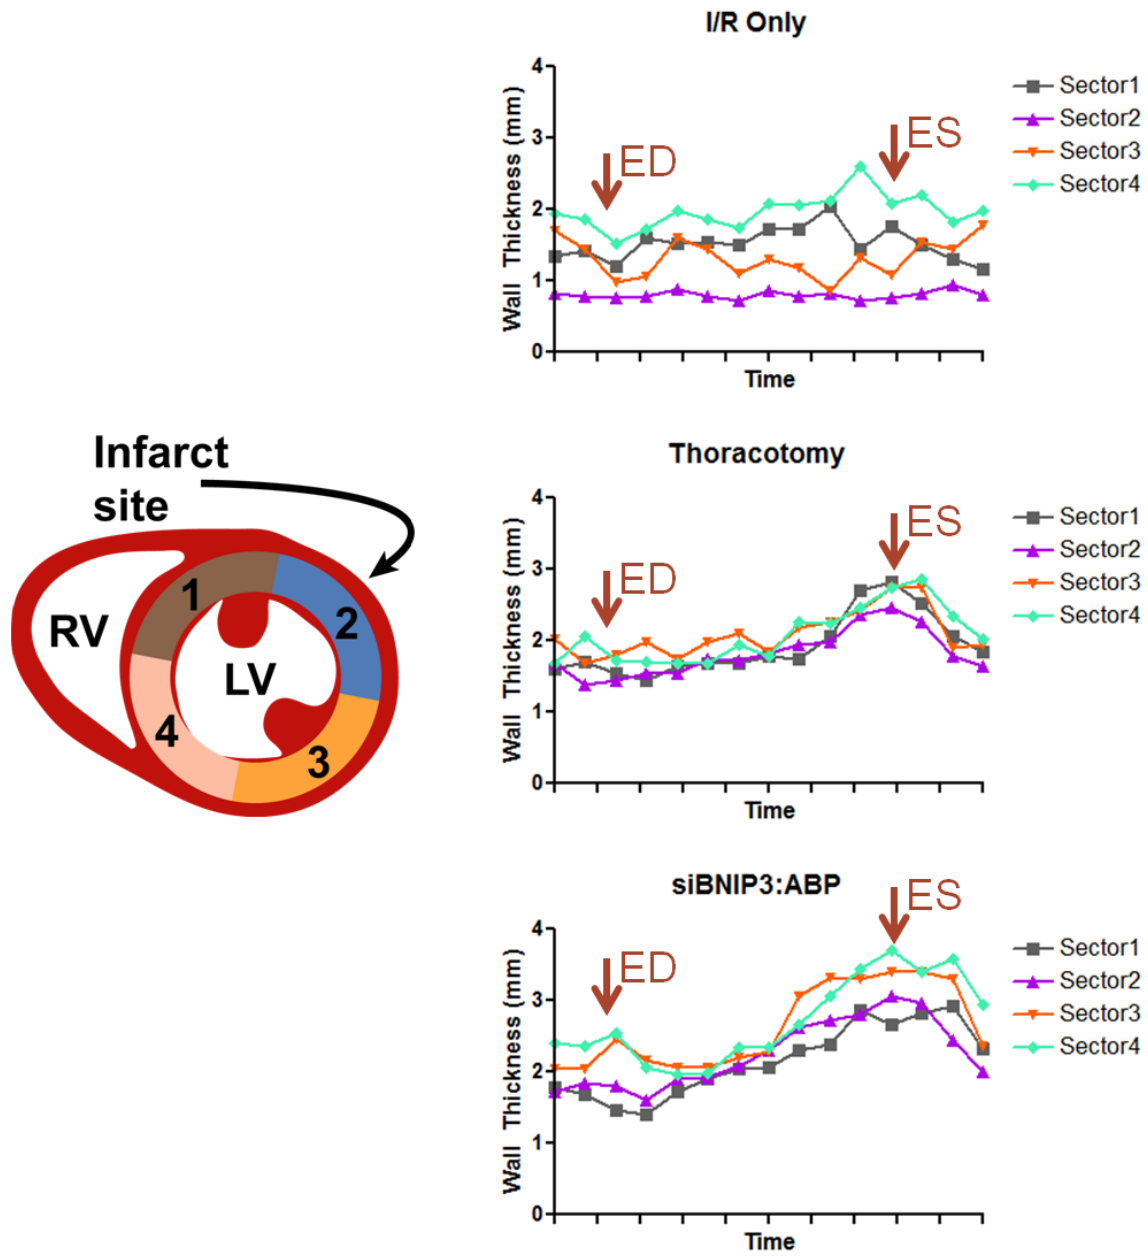 I/R Only
4
3
2
1
0
Wall Thickness (mm)
Time
ED
ES
Sector1
Sector2
Sector3
Sector4
Infarct
site
RV
LV
1
2
3
4
Thoracotomy
4
3
2
1
0
Wall Thickness (mm)
Time
ED
ES
Sector1
Sector2
Sector3
Sector4
siBNIP3:ABP
4
3
2
1
0
Wall Thickness (mm)
Time
ED
ES
Sector1
Sector2
Sector3
Sector4